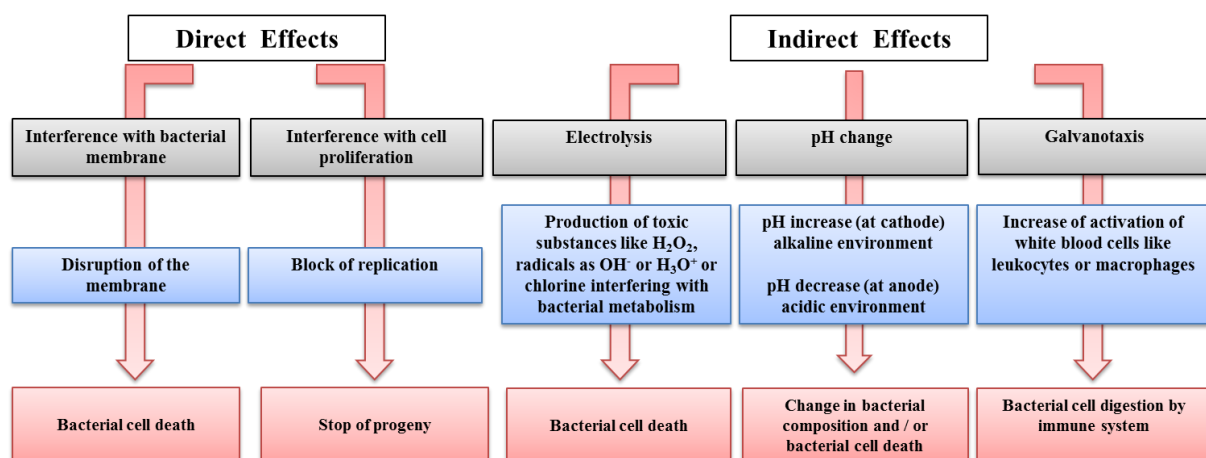 Direct Effects
Indirect Effects
Interference with bacterial
membrane
Interference with cell
proliferation
Electrolysis
pH change
Galvanotaxis
Disruption of the
membrane
Block of replication
Production of toxic
substances like H₂O₂,
radicals as OH⁻ or H₃O⁺ or
chlorine interfering with
bacterial metabolism
pH increase (at cathode)
alkaline environment
pH decrease (at anode)
acidic environment
Increase of activation of
white blood cells like
leukocytes or macrophages
Bacterial cell death
Stop of progeny
Bacterial cell death
Change in bacterial
composition and / or
bacterial cell death
Bacterial cell digestion by
immune system